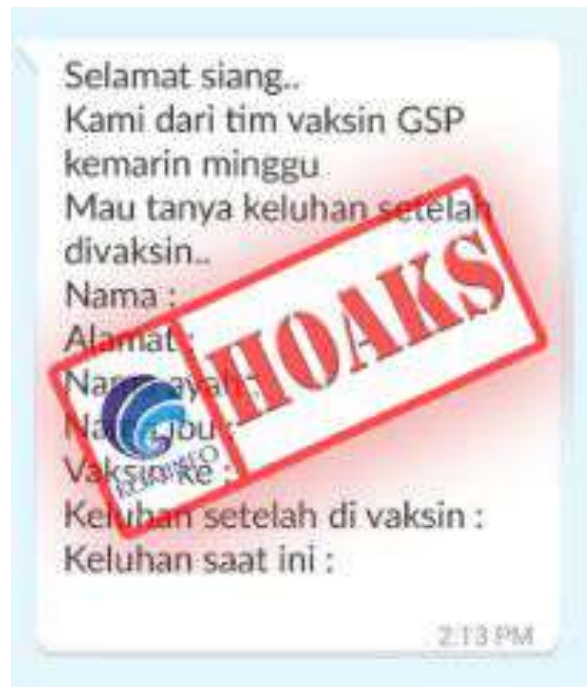 Selamat siang..
Kami dari tim vaksin GSP
kemarin minggu
Mau tanya keluhan setelah
divaksin..
Nama :
Alamat :
HOAKS
Vaksin ke :
KOMINFO
Keluhan setelah di vaksin :
Keluhan saat ini :
2:13 PM